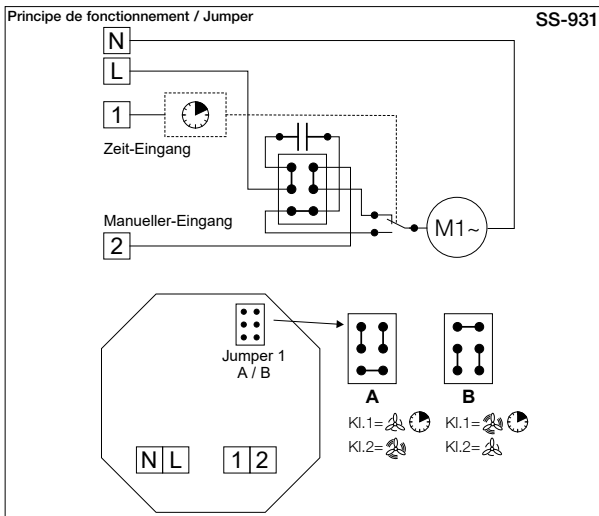 Principe de fonctionnement / Jumper
SS-931
N
L
1
Zeit-Eingang
Manueller-Eingang
2
M1~
Jumper 1
A / B
N L
1 2
A
B
Kl.1=
Kl.2=
Kl.1=
Kl.2=